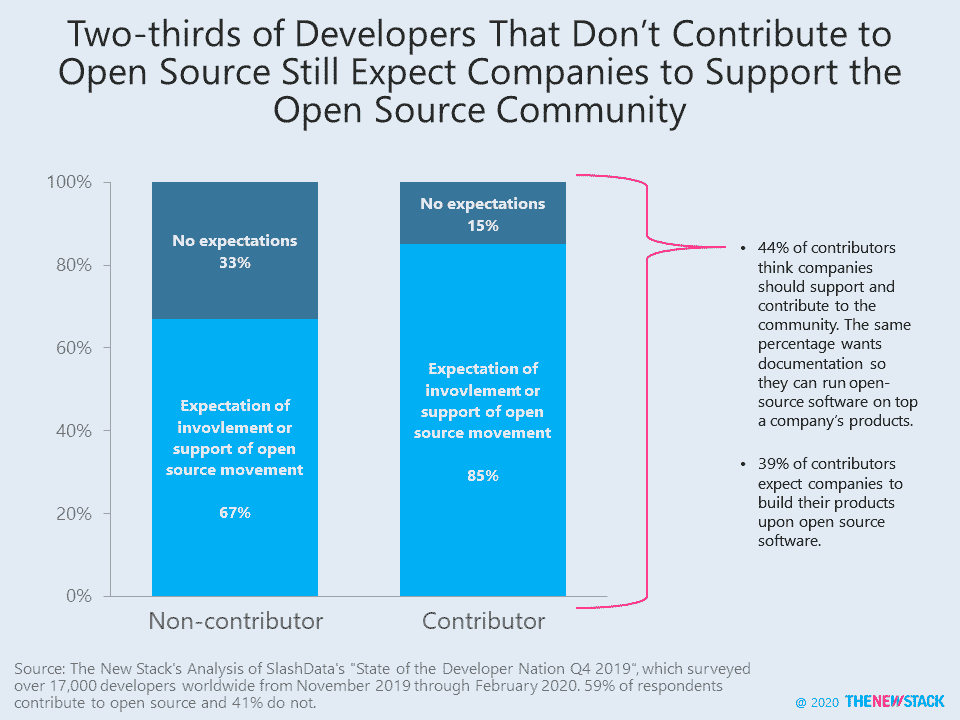 Two-thirds of Developers That Don’t Contribute to
Open Source Still Expect Companies to Support the
Open Source Community
100%
80%
60%
40%
20%
0%
No expectations
33%
Expectation of
invovlement or
support of open
source movement
67%
No expectations
15%
Expectation of
invovlement or
support of open
source movement
85%
Non-contributor
Contributor
• 44% of contributors
think companies
should support and
contribute to the
community. The same
percentage wants
documentation so
they can run open-
source software on top
a company’s products.
• 39% of contributors
expect companies to
build their products
upon open source
software.
Source: The New Stack's Analysis of SlashData's "State of the Developer Nation Q4 2019“, which surveyed
over 17,000 developers worldwide from November 2019 through February 2020. 59% of respondents
contribute to open source and 41% do not.
@ 2020 THENEWSTACK